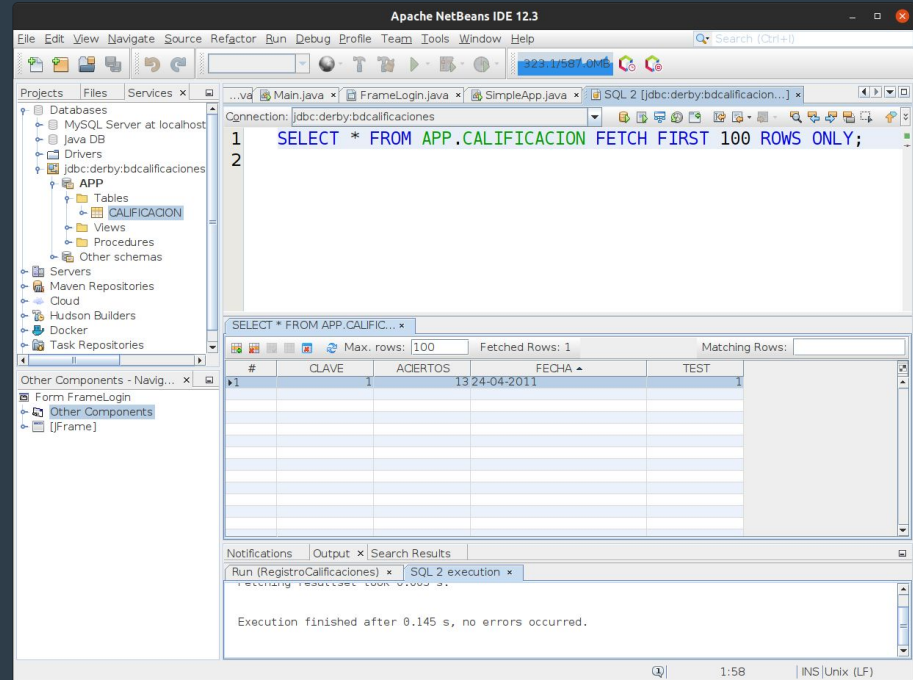 Apache NetBeans IDE 12.3
File Edit View Navigate Source Refactor Run Debug Profile Team Tools Window Help
Search (Ctrl+I)
323.1/587.0MB
Projects Files Services
Databases
MySQL Server at localhost
Java DB
Drivers
jdbc:derby:bdcalificaciones
APP
Tables
CALIFICACION
Views
Procedures
Other schemas
Servers
Maven Repositories
Cloud
Hudson Builders
Docker
Task Repositories
Other Components - Navig...
Form FrameLogin
Other Components
[JFrame]
...va Main.java FrameLogin.java SimpleApp.java SQL 2 [jdbc:derby:bdcalificacion...]
Connection: jdbc:derby:bdcalificaciones
1 SELECT * FROM APP.CALIFICACION FETCH FIRST 100 ROWS ONLY;
2
SELECT * FROM APP.CALIFIC...
Max. rows: 100 Fetched Rows: 1 Matching Rows:
# CLAVE ACIERTOS FECHA TEST
1 1 13 24-04-2011 1
Notifications Output Search Results
Run (RegistroCalificaciones) SQL 2 execution
Fetching resultset took 0.005 s.
Execution finished after 0.145 s, no errors occurred.
1:58 INS Unix (LF)